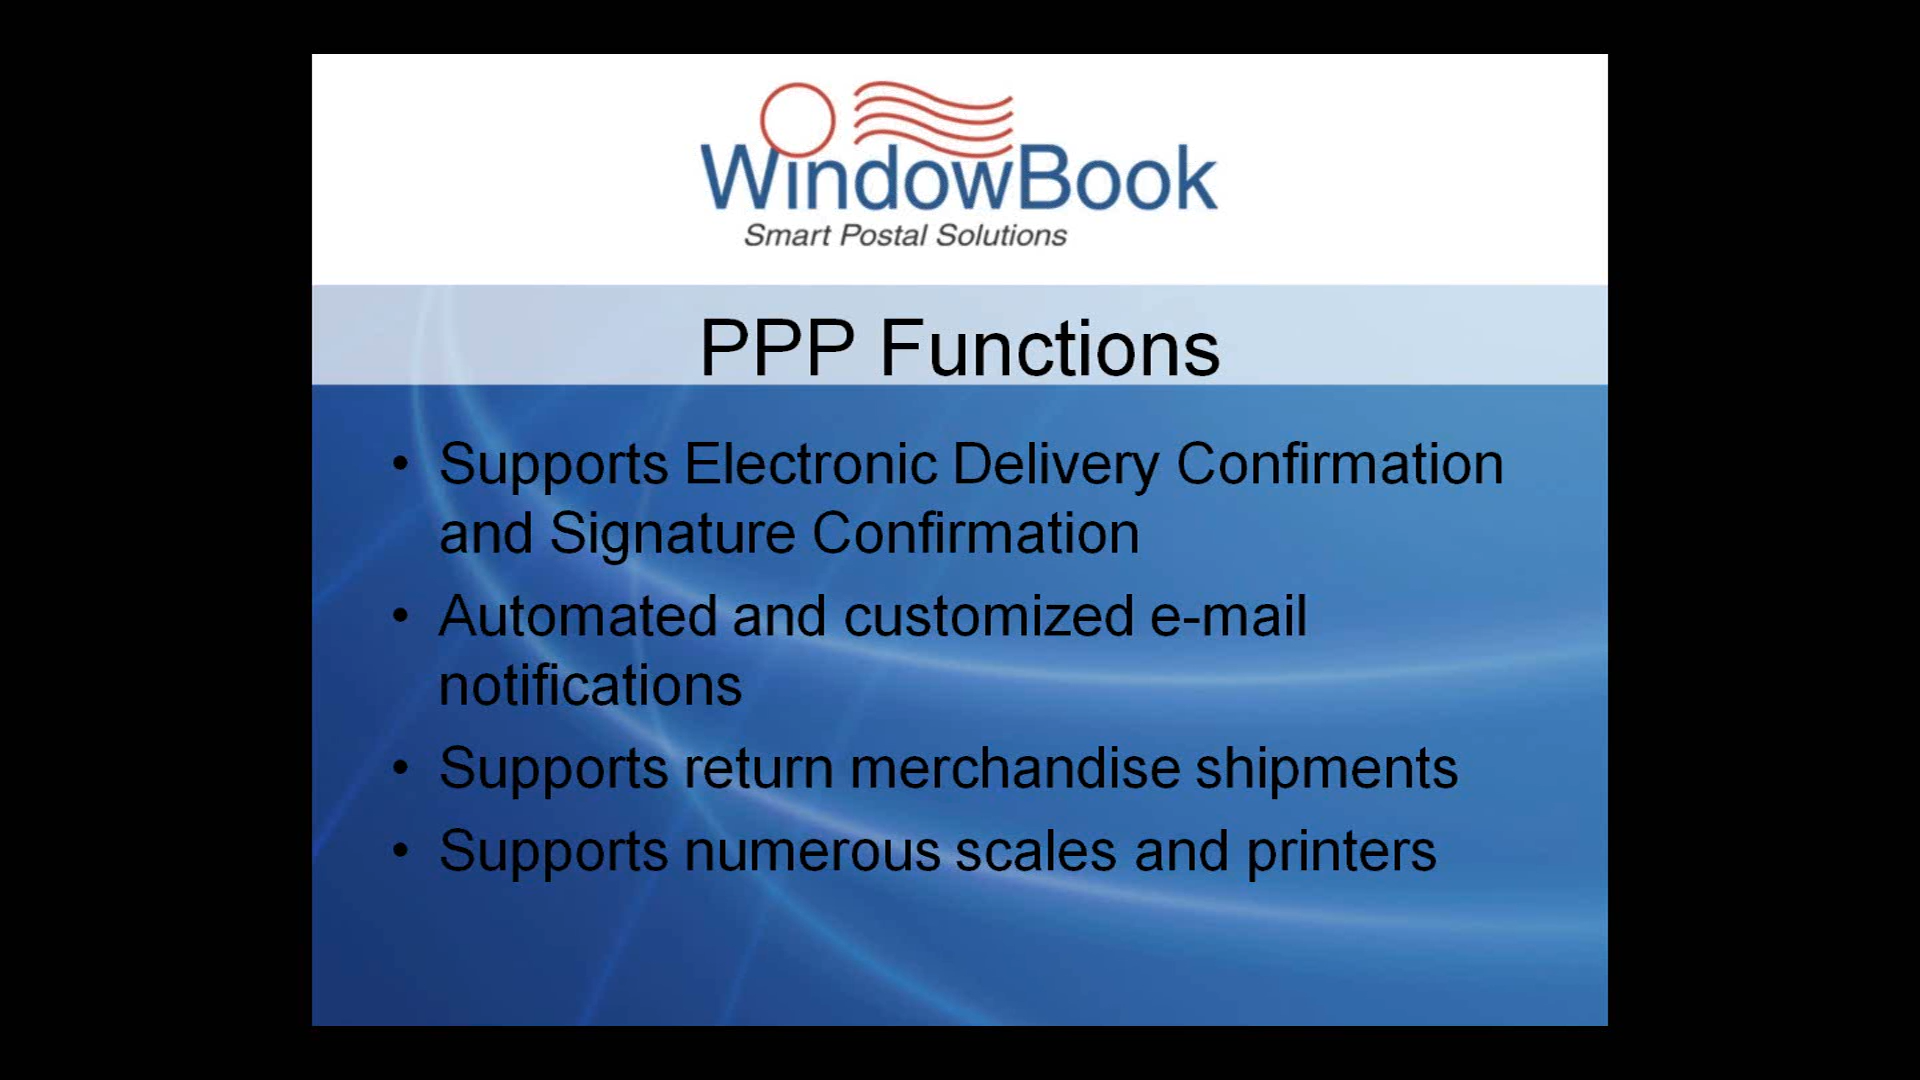 WindowBook
Smart Postal Solutions
PPP Functions
• Supports Electronic Delivery Confirmation
and Signature Confirmation
• Automated and customized e-mail
notifications
• Supports return merchandise shipments
• Supports numerous scales and printers